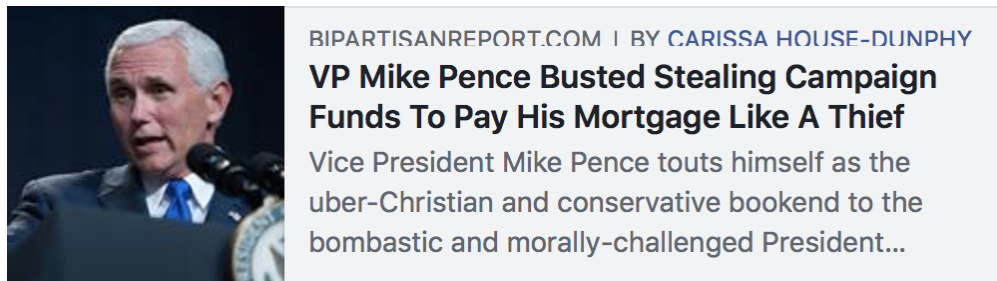 BIPARTISANREPORT.COM | BY CARISSA HOUSE-DUNPHY
VP Mike Pence Busted Stealing Campaign
Funds To Pay His Mortgage Like A Thief
Vice President Mike Pence touts himself as the
uber-Christian and conservative bookend to the
bombastic and morally-challenged President...